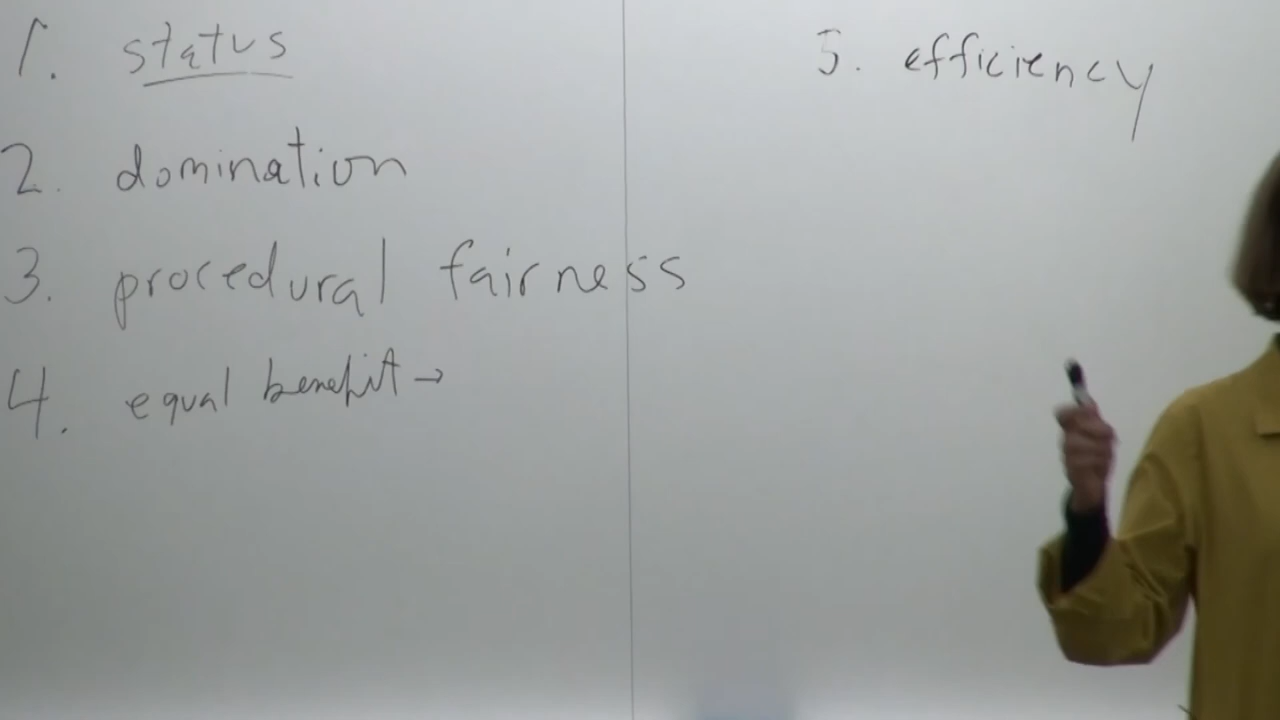 1. status
2. domination
3. procedural fairness
4. equal benefit →
5. efficiency